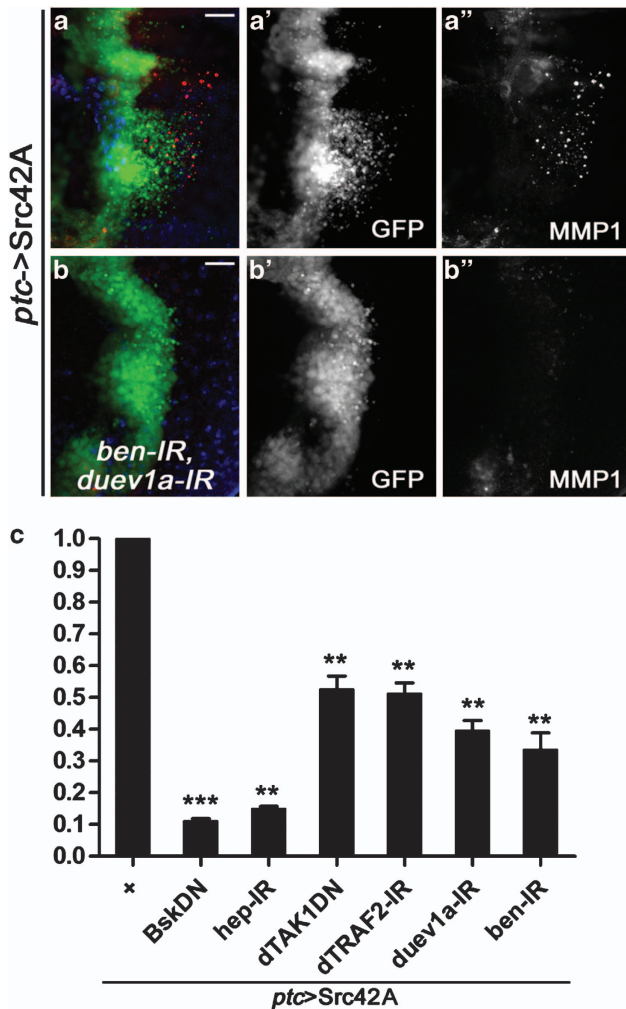 ptc->Src42A
a
a'
GFP
a"
MMP1
b
ben-IR,
duev1a-IR
b'
GFP
b"
MMP1
c
1.0
0.9
0.8
0.7
0.6
0.5
0.4
0.3
0.2
0.1
0.0
***
**
**
**
**
**
+
BskDN
hep-IR
dTAK1DN
dTRAF2-IR
duev1a-IR
ben-IR
ptc>Src42A